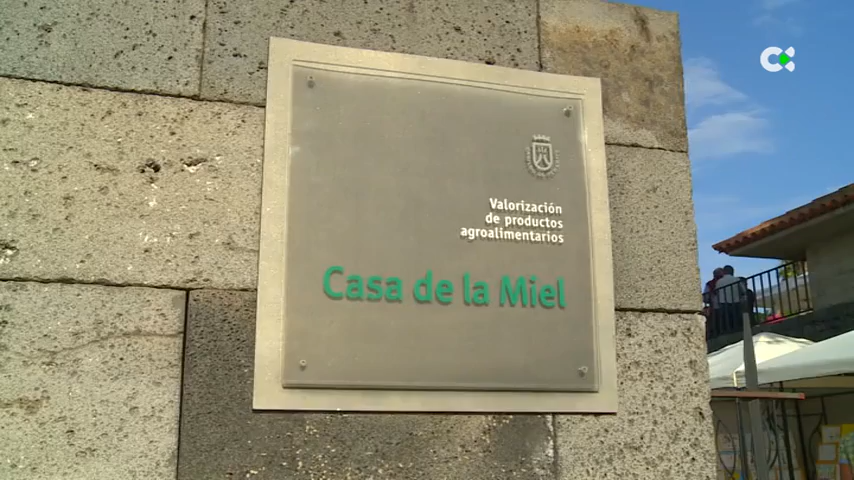 Valorización
de productos
agroalimentarios
Casa de la Miel